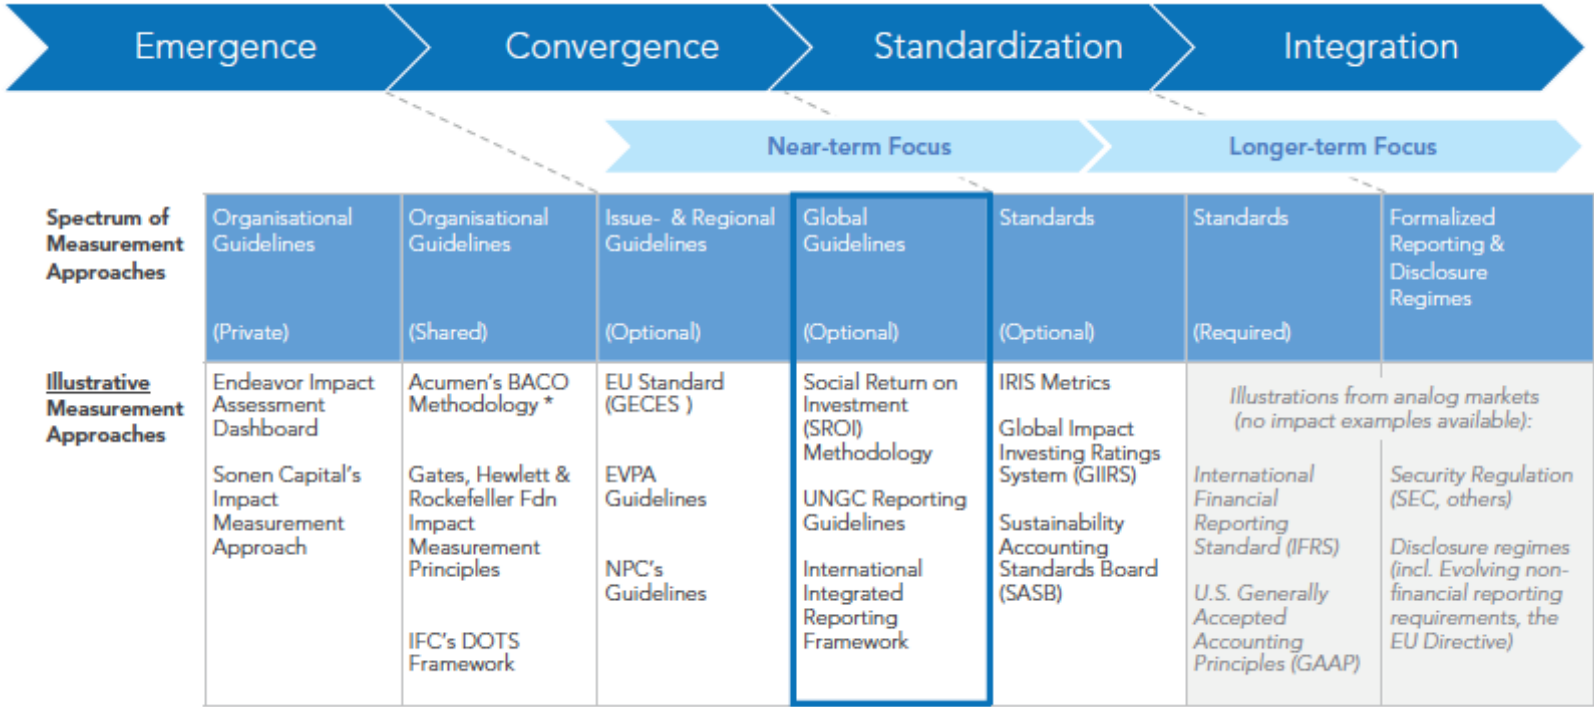 Emergence
Convergence
Standardization
Integration
Near-term Focus
Longer-term Focus
Spectrum of
Measurement
Approaches
Organisational
Guidelines
(Private)
Organisational
Guidelines
(Shared)
Issue- & Regional
Guidelines
(Optional)
Global
Guidelines
(Optional)
Standards
(Optional)
Standards
(Required)
Formalized
Reporting &
Disclosure
Regimes
Illustrative
Measurement
Approaches
Endeavor Impact
Assessment
Dashboard
Sonen Capital's
Impact
Measurement
Approach
Acumen's BACO
Methodology *
Gates, Hewlett &
Rockefeller Fdn
Impact
Measurement
Principles
IFC's DOTS
Framework
EU Standard
(GECES )
EVPA
Guidelines
NPC's
Guidelines
Social Return on
Investment
(SROI)
Methodology
UNGC Reporting
Guidelines
International
Integrated
Reporting
Framework
IRIS Metrics
Global Impact
Investing Ratings
System (GIIRS)
Sustainability
Accounting
Standards Board
(SASB)
Illustrations from analog markets
(no impact examples available):
International
Financial
Reporting
Standard (IFRS)
U.S. Generally
Accepted
Accounting
Principles (GAAP)
Security Regulation
(SEC, others)
Disclosure regimes
(incl. Evolving non-
financial reporting
requirements, the
EU Directive)